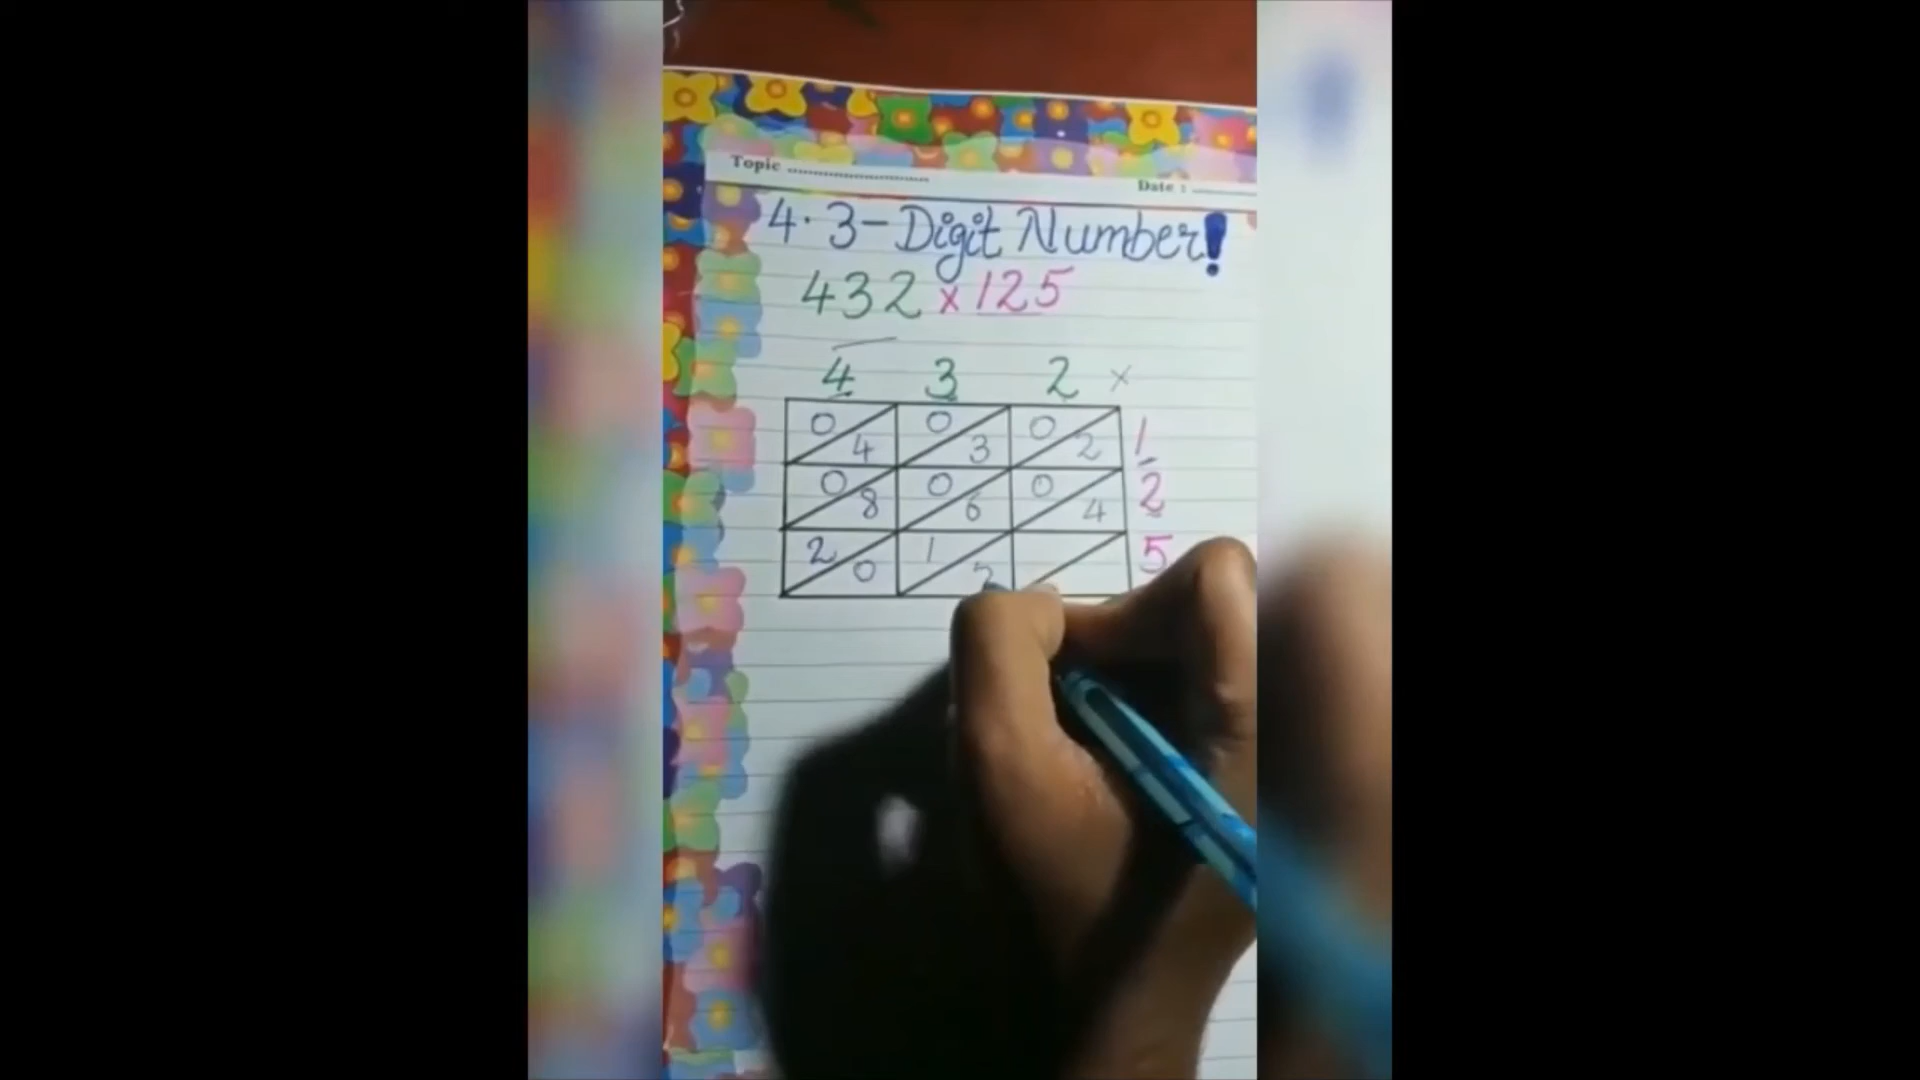 Topic ..............................
Date : ..............
4. 3- Digit Number!
432 x 125
4 3 2 x
0 4 0 3 0 2 1
0 8 0 6 0 4 2
2 0 1 5